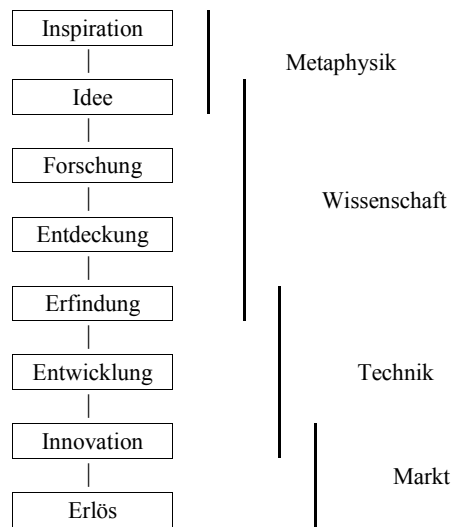 Inspiration
Metaphysik
Idee
Forschung
Wissenschaft
Entdeckung
Erfindung
Entwicklung
Technik
Innovation
Markt
Erlös